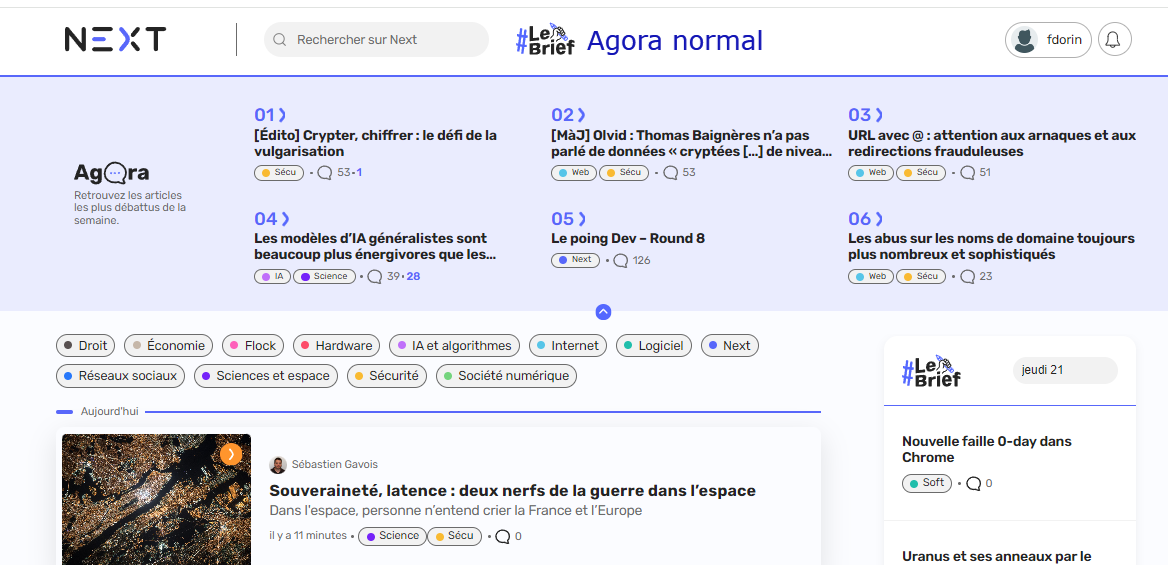 NEXT
Rechercher sur Next
#Le Brief
Agora normal
fdorin
Agora
Retrouvez les articles
les plus débattus de la
semaine.
01
[Édito] Crypter, chiffrer : le défi de la
vulgarisation
Sécu • 53 • 1
02
[MàJ] Olvid : Thomas Baignères n’a pas
parlé de données « cryptées [...] de nivea...
Web Sécu • 53
03
URL avec @ : attention aux arnaques et aux
redirections frauduleuses
Web Sécu • 51
04
Les modèles d’IA généralistes sont
beaucoup plus énergivores que les...
IA Science • 39 • 28
05
Le poing Dev – Round 8
Next • 126
06
Les abus sur les noms de domaine toujours
plus nombreux et sophistiqués
Web Sécu • 23
Droit Économie Flock Hardware IA et algorithmes Internet Logiciel Next
Réseaux sociaux Sciences et espace Sécurité Société numérique
Aujourd'hui
Sébastien Gavois
Souveraineté, latence : deux nerfs de la guerre dans l’espace
Dans l'espace, personne n’entend crier la France et l’Europe
il y a 11 minutes • Science Sécu • 0
#Le Brief
jeudi 21
Nouvelle faille 0-day dans
Chrome
Soft • 0
Uranus et ses anneaux par le